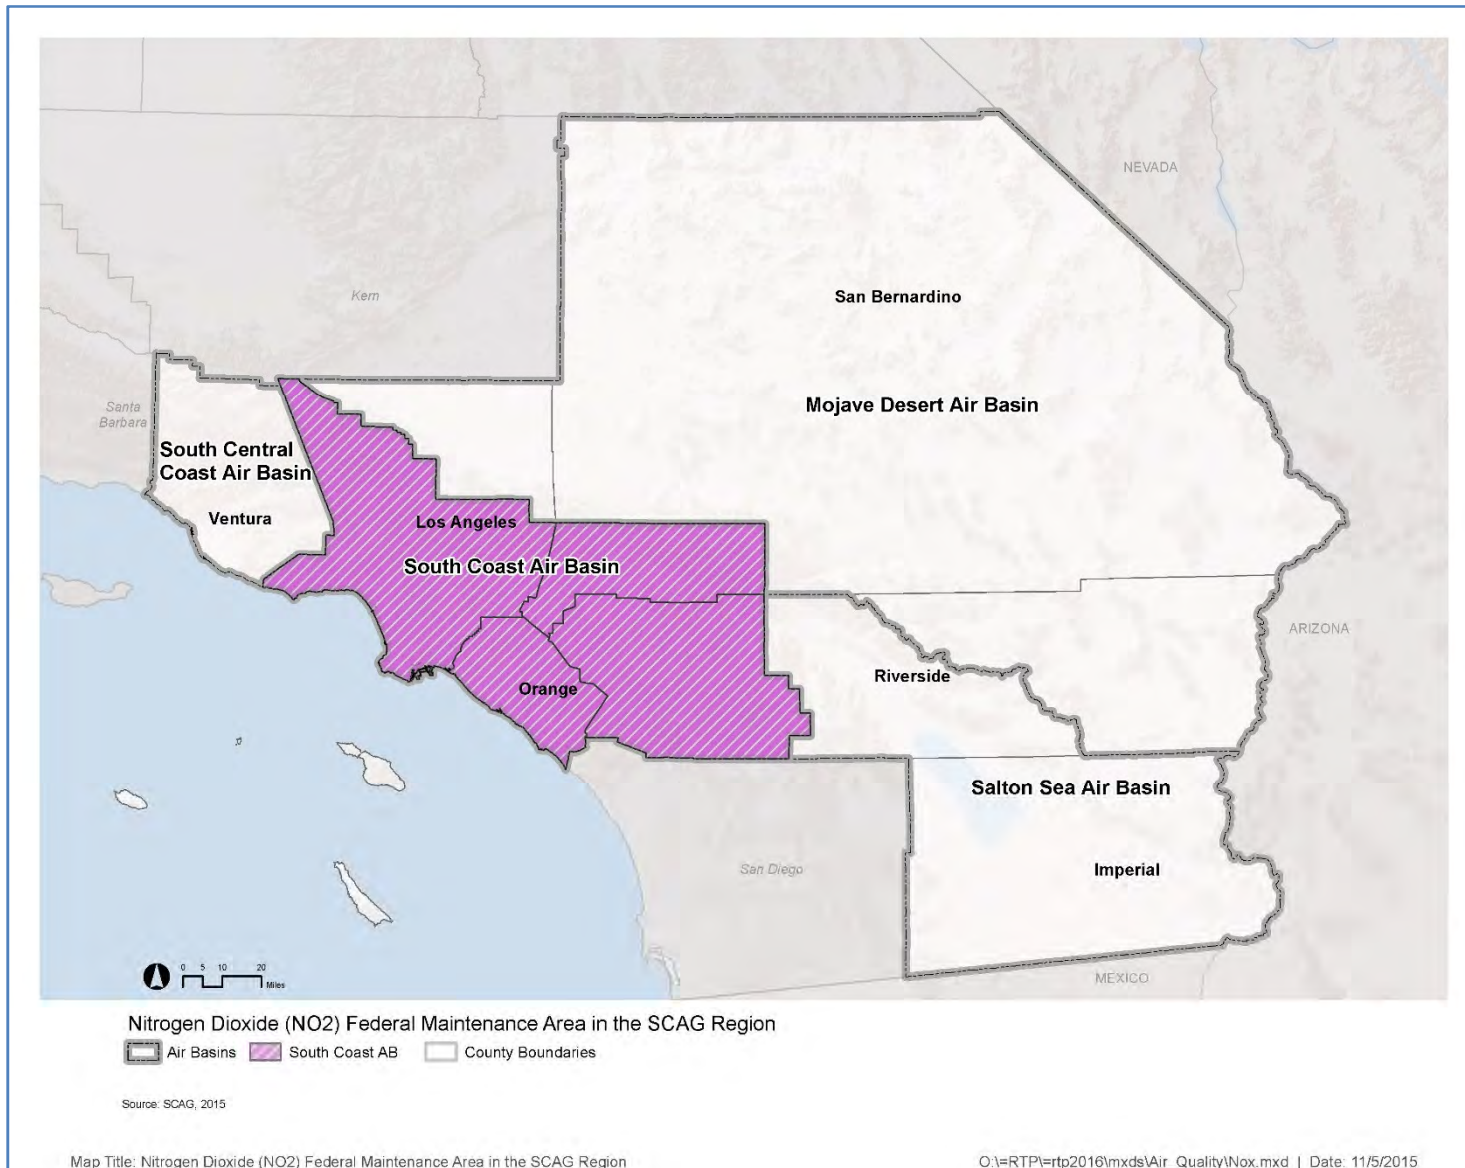 NEVADA
Kern
San Bernardino
Mojave Desert Air Basin
Santa
Barbara
South Central
Coast Air Basin
Ventura
Los Angeles
South Coast Air Basin
ARIZONA
Riverside
Orange
Salton Sea Air Basin
San Diego
Imperial
MEXICO
0 5 10 20
Miles
Nitrogen Dioxide (NO2) Federal Maintenance Area in the SCAG Region
Air Basins South Coast AB County Boundaries
Source: SCAG, 2015
Map Title: Nitrogen Dioxide (NO2) Federal Maintenance Area in the SCAG Region O:\=RTP\=rtp2016\mxds\Air_Quality\Nox.mxd | Date: 11/5/2015